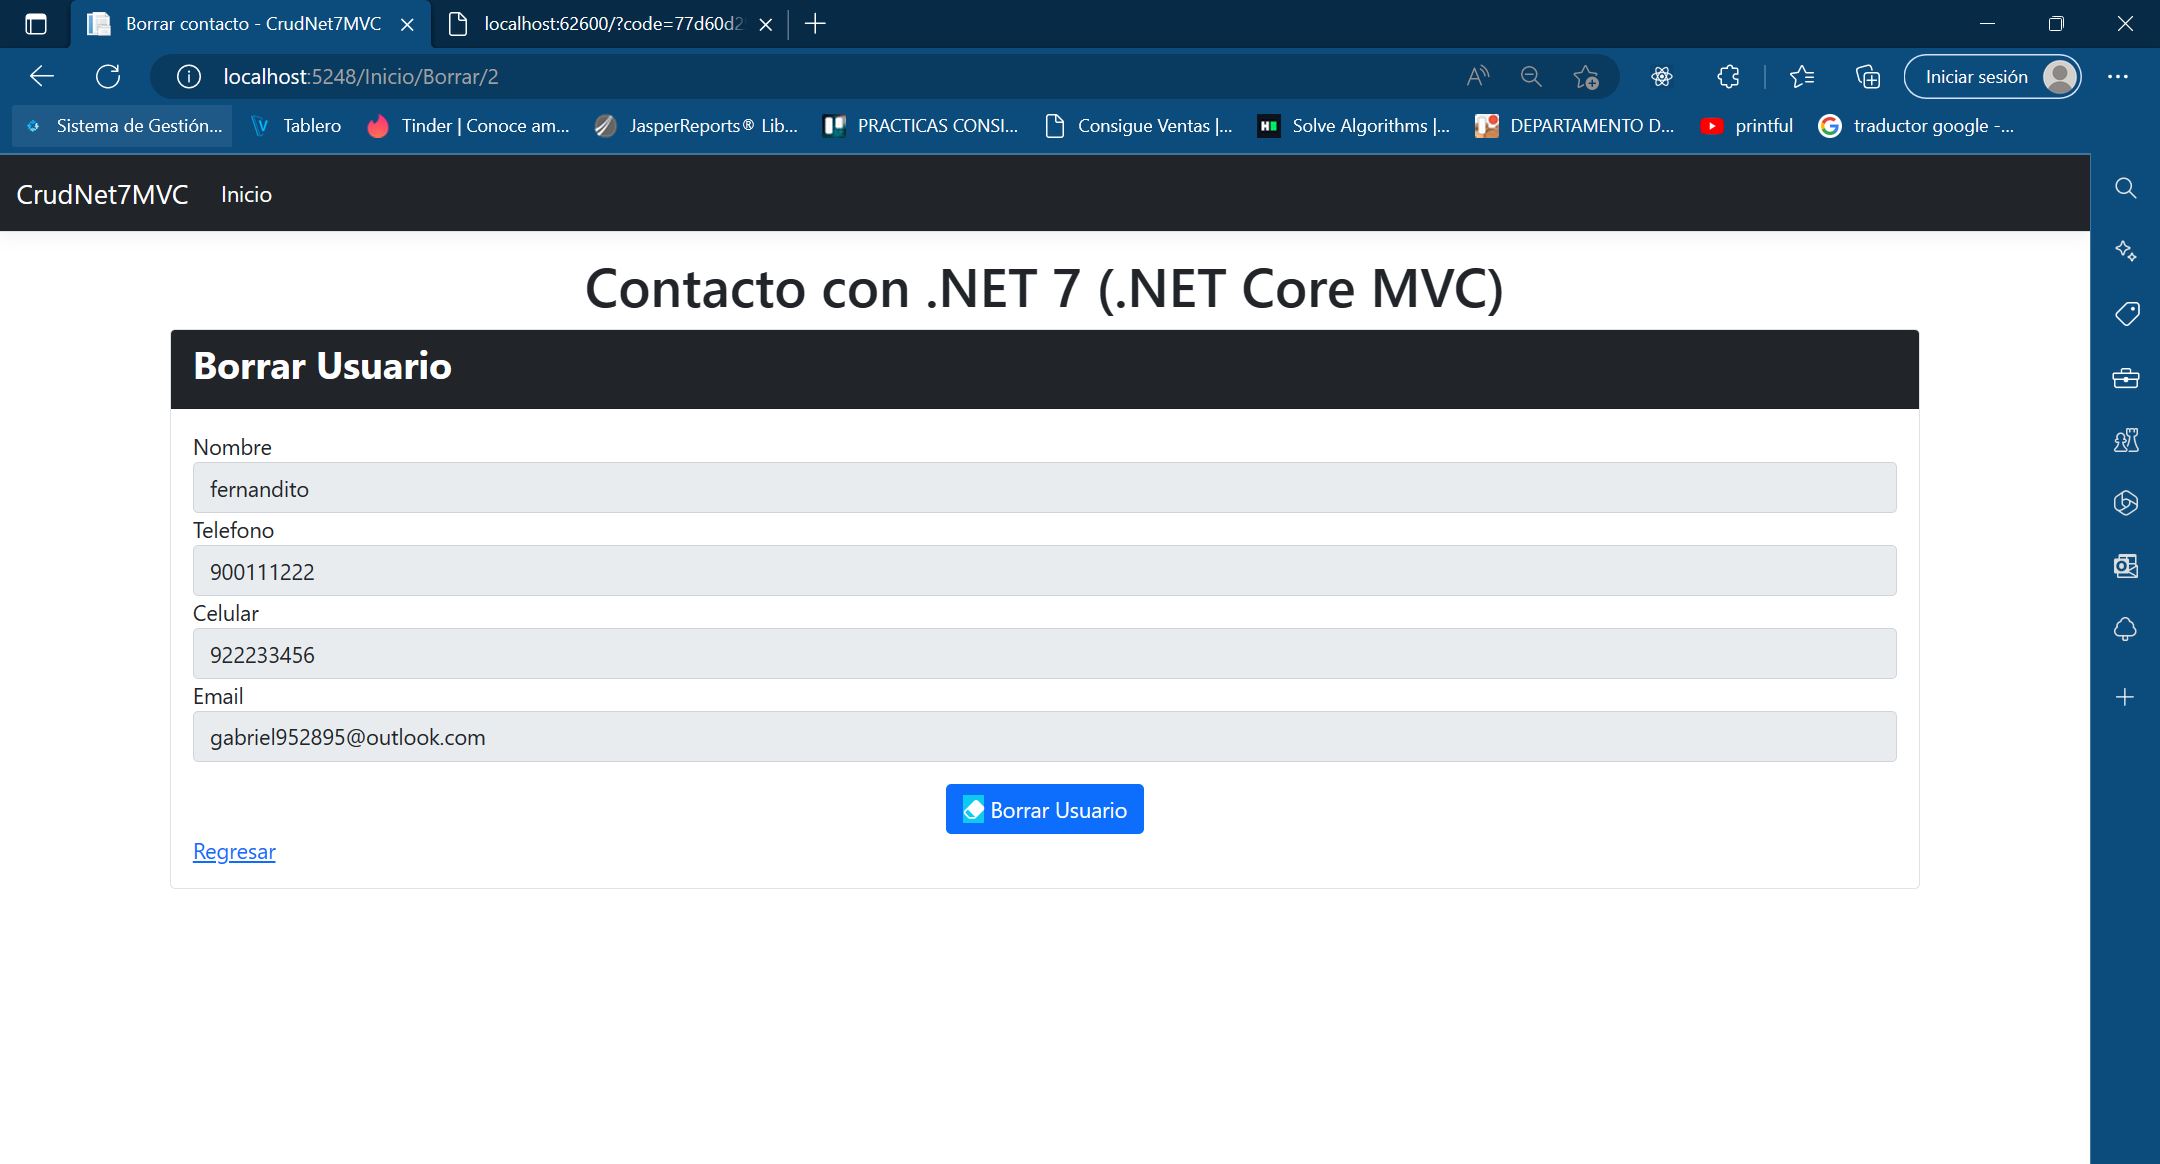 Borrar contacto - CrudNet7MVC
localhost:62600/?code=77d60d2
localhost:5248/Inicio/Borrar/2
Iniciar sesión
Sistema de Gestión...
Tablero
Tinder | Conoce am...
JasperReports® Lib...
PRACTICAS CONSI...
Consigue Ventas |...
Solve Algorithms |...
DEPARTAMENTO D...
printful
traductor google -...
CrudNet7MVC
Inicio
Contacto con .NET 7 (.NET Core MVC)
Borrar Usuario
Nombre
fernandito
Telefono
900111222
Celular
922233456
Email
gabriel952895@outlook.com
Borrar Usuario
Regresar